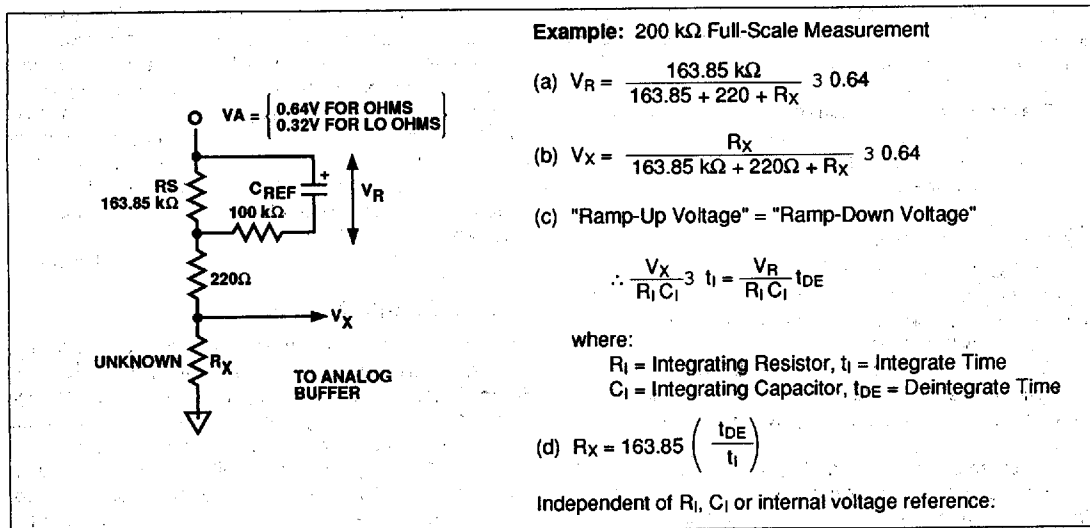 VA = { 0.64V FOR OHMS
0.32V FOR LO OHMS }
RS
163.85 kΩ
CREF
+
VR
100 kΩ
220Ω
VX
UNKNOWN
RX
TO ANALOG
BUFFER
Example: 200 kΩ Full-Scale Measurement
(a) VR = 163.85 kΩ / 163.85 + 220 + RX 3 0.64
(b) VX = RX / 163.85 kΩ + 220Ω + RX 3 0.64
(c) "Ramp-Up Voltage" = "Ramp-Down Voltage"
∴ VX / RI CI 3 tI = VR / RI CI tDE
where:
RI = Integrating Resistor, tI = Integrate Time
CI = Integrating Capacitor, tDE = Deintegrate Time
(d) RX = 163.85 ( tDE / tI )
Independent of RI, CI or internal voltage reference.